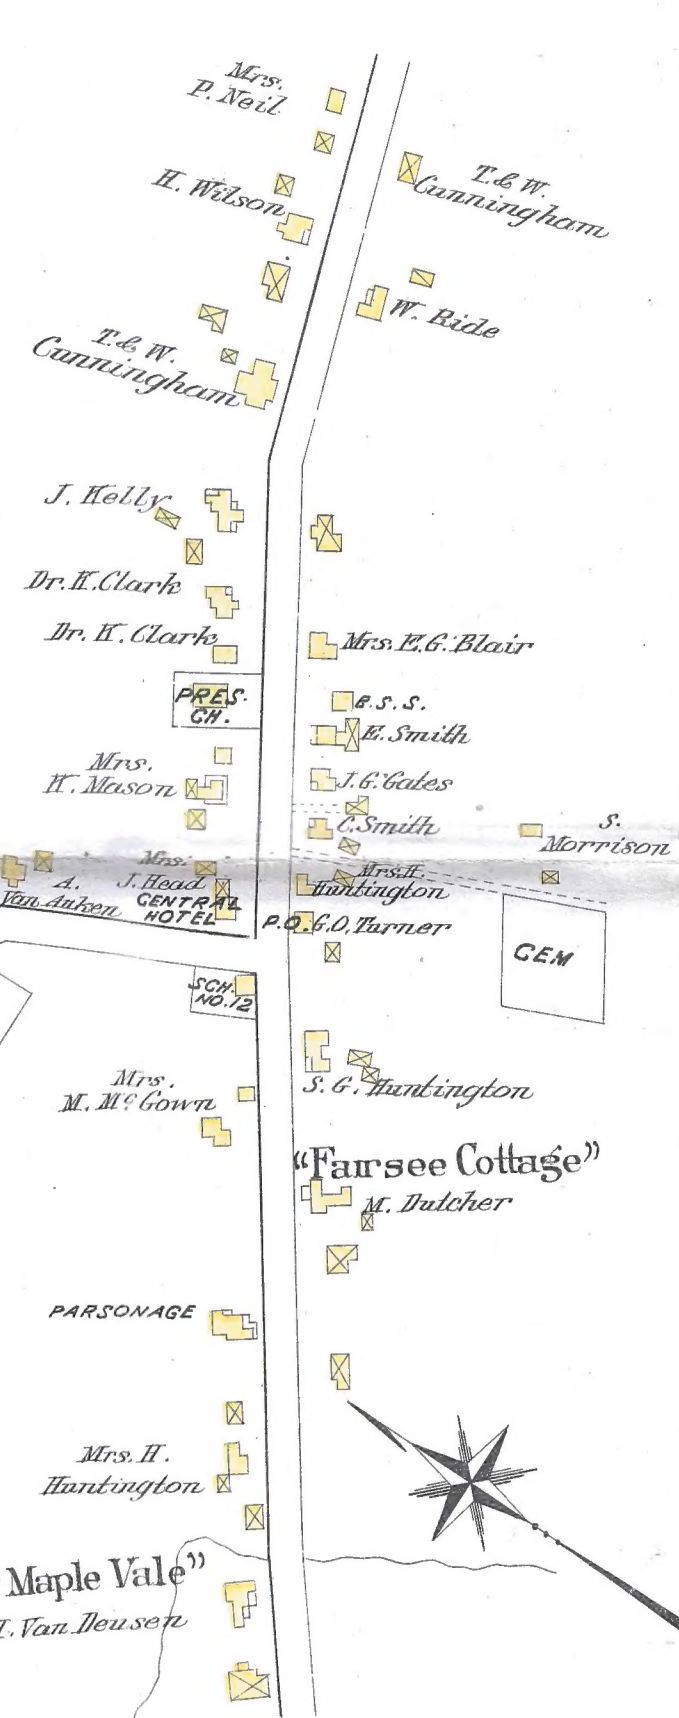 Mrs.
P. Neil
T. & W.
Cunningham
H. Wilson
W. Ride
T. & W.
Cunningham
J. Kelly
Dr. K. Clark
Dr. K. Clark
Mrs. E. G. Blair
PRES.
CH.
B. S. S.
E. Smith
Mrs.
K. Mason
J. G. Gates
C. Smith
S.
Morrison
A.
Van Auken
Mrs.
J. Head
CENTRAL
HOTEL
Mrs. H.
Huntington
P.O. G. O. Turner
CEM
SCH.
NO. 12
S. G. Huntington
Mrs.
M. McGown
"Fairsee Cottage"
M. Dutcher
PARSONAGE
Mrs. H.
Huntington
Maple Vale"
Van Deusen